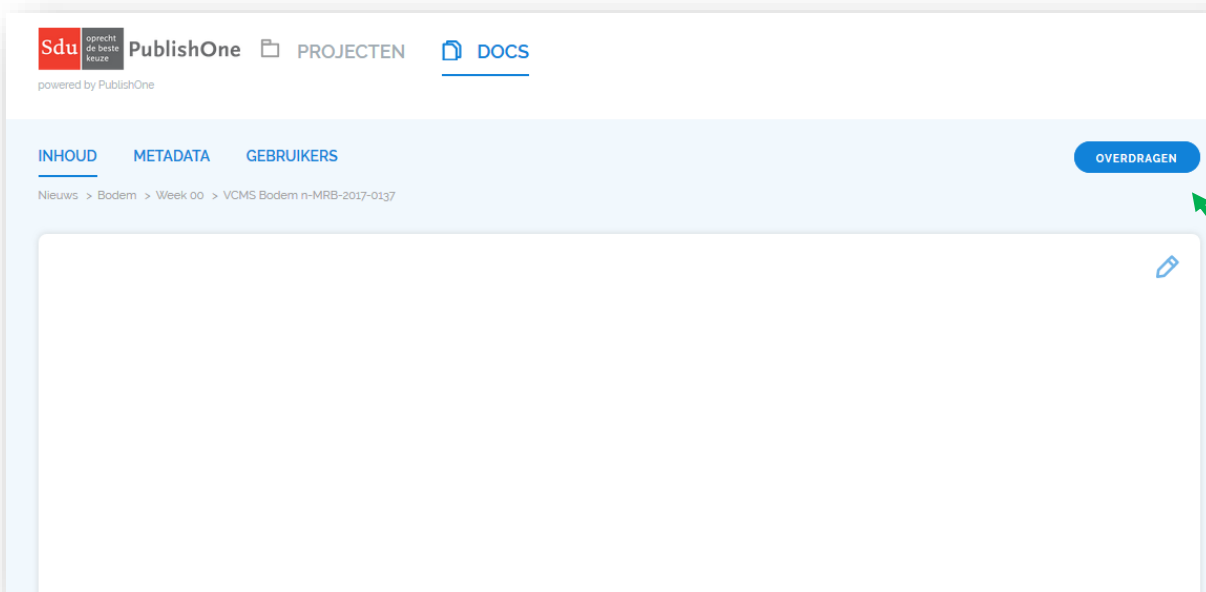 Sdu oprecht de beste keuze PublishOne PROJECTEN DOCS
powered by PublishOne
INHOUD METADATA GEBRUIKERS OVERDRAGEN
Nieuws > Bodem > Week 00 > VCMS Bodem n-MRB-2017-0137